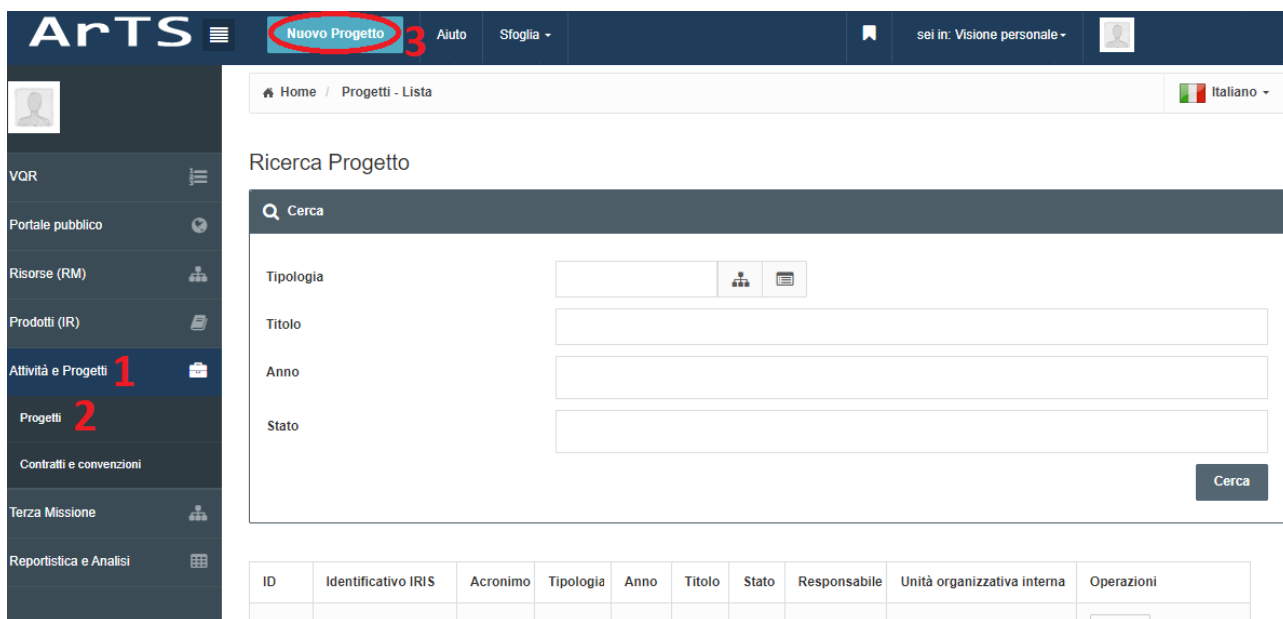 ArTS Nuovo Progetto 3 Aiuto Sfoglia sei in: Visione personale
Home / Progetti - Lista Italiano
VQR
Portale pubblico
Risorse (RM)
Prodotti (IR)
Attività e Progetti 1
Progetti 2
Contratti e convenzioni
Terza Missione
Reportistica e Analisi
Ricerca Progetto
Cerca
Tipologia
Titolo
Anno
Stato
Cerca
ID Identificativo IRIS Acronimo Tipologia Anno Titolo Stato Responsabile Unità organizzativa interna Operazioni